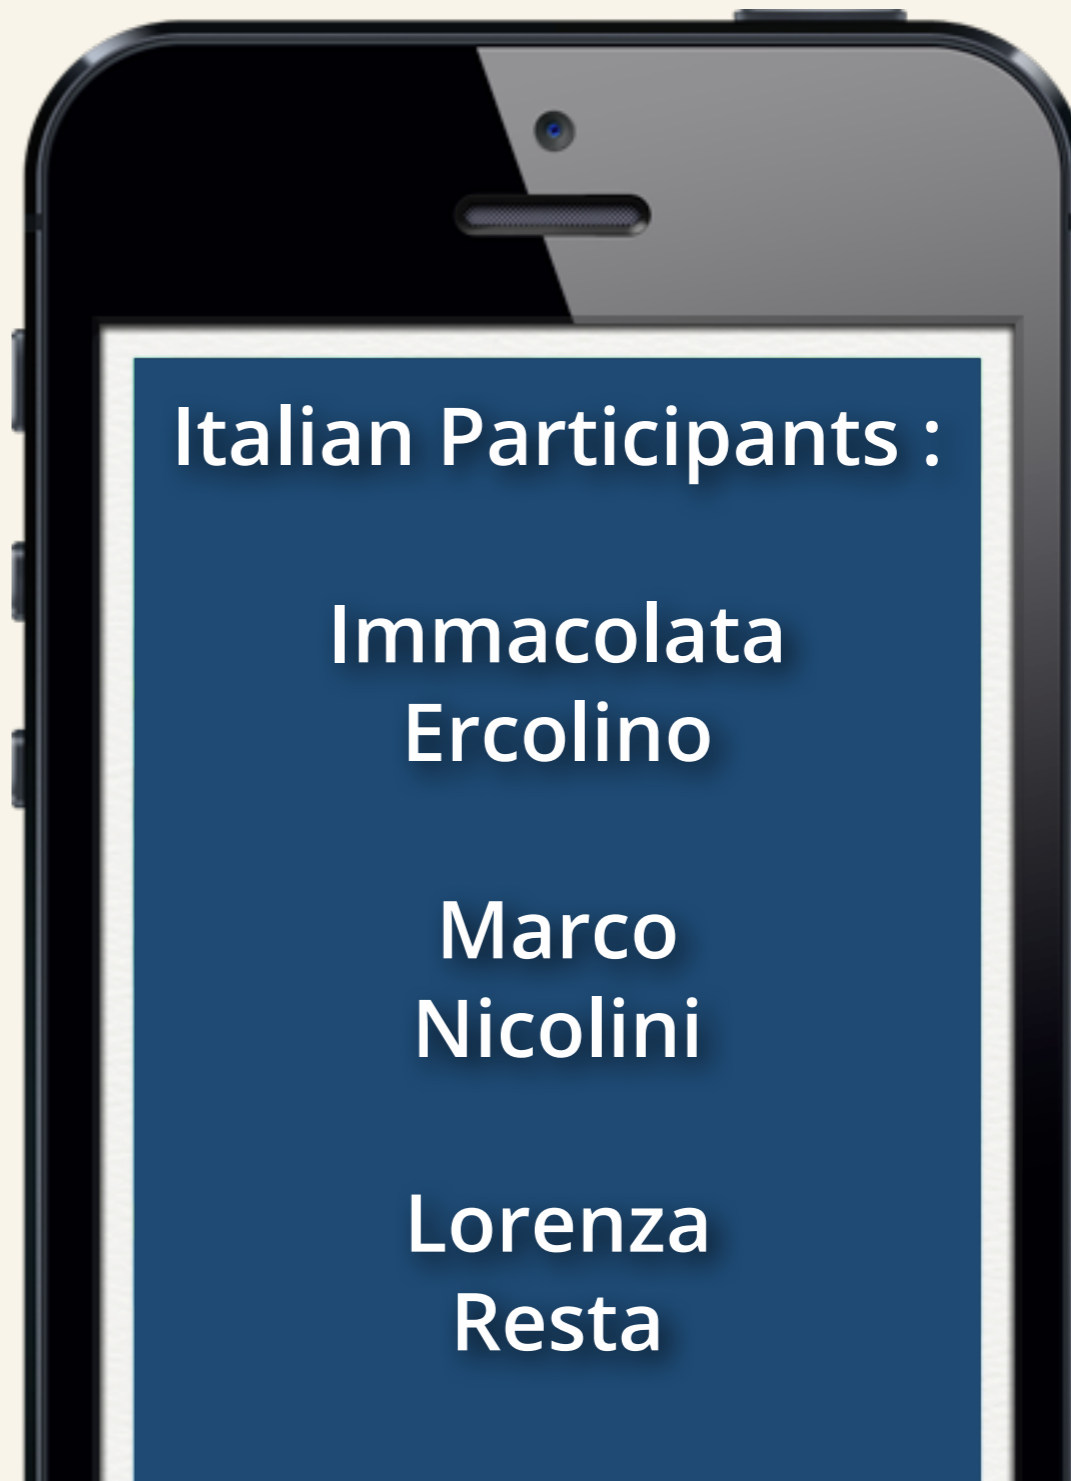 Italian Participants :
Immacolata
Ercolino
Marco
Nicolini
Lorenza
Resta